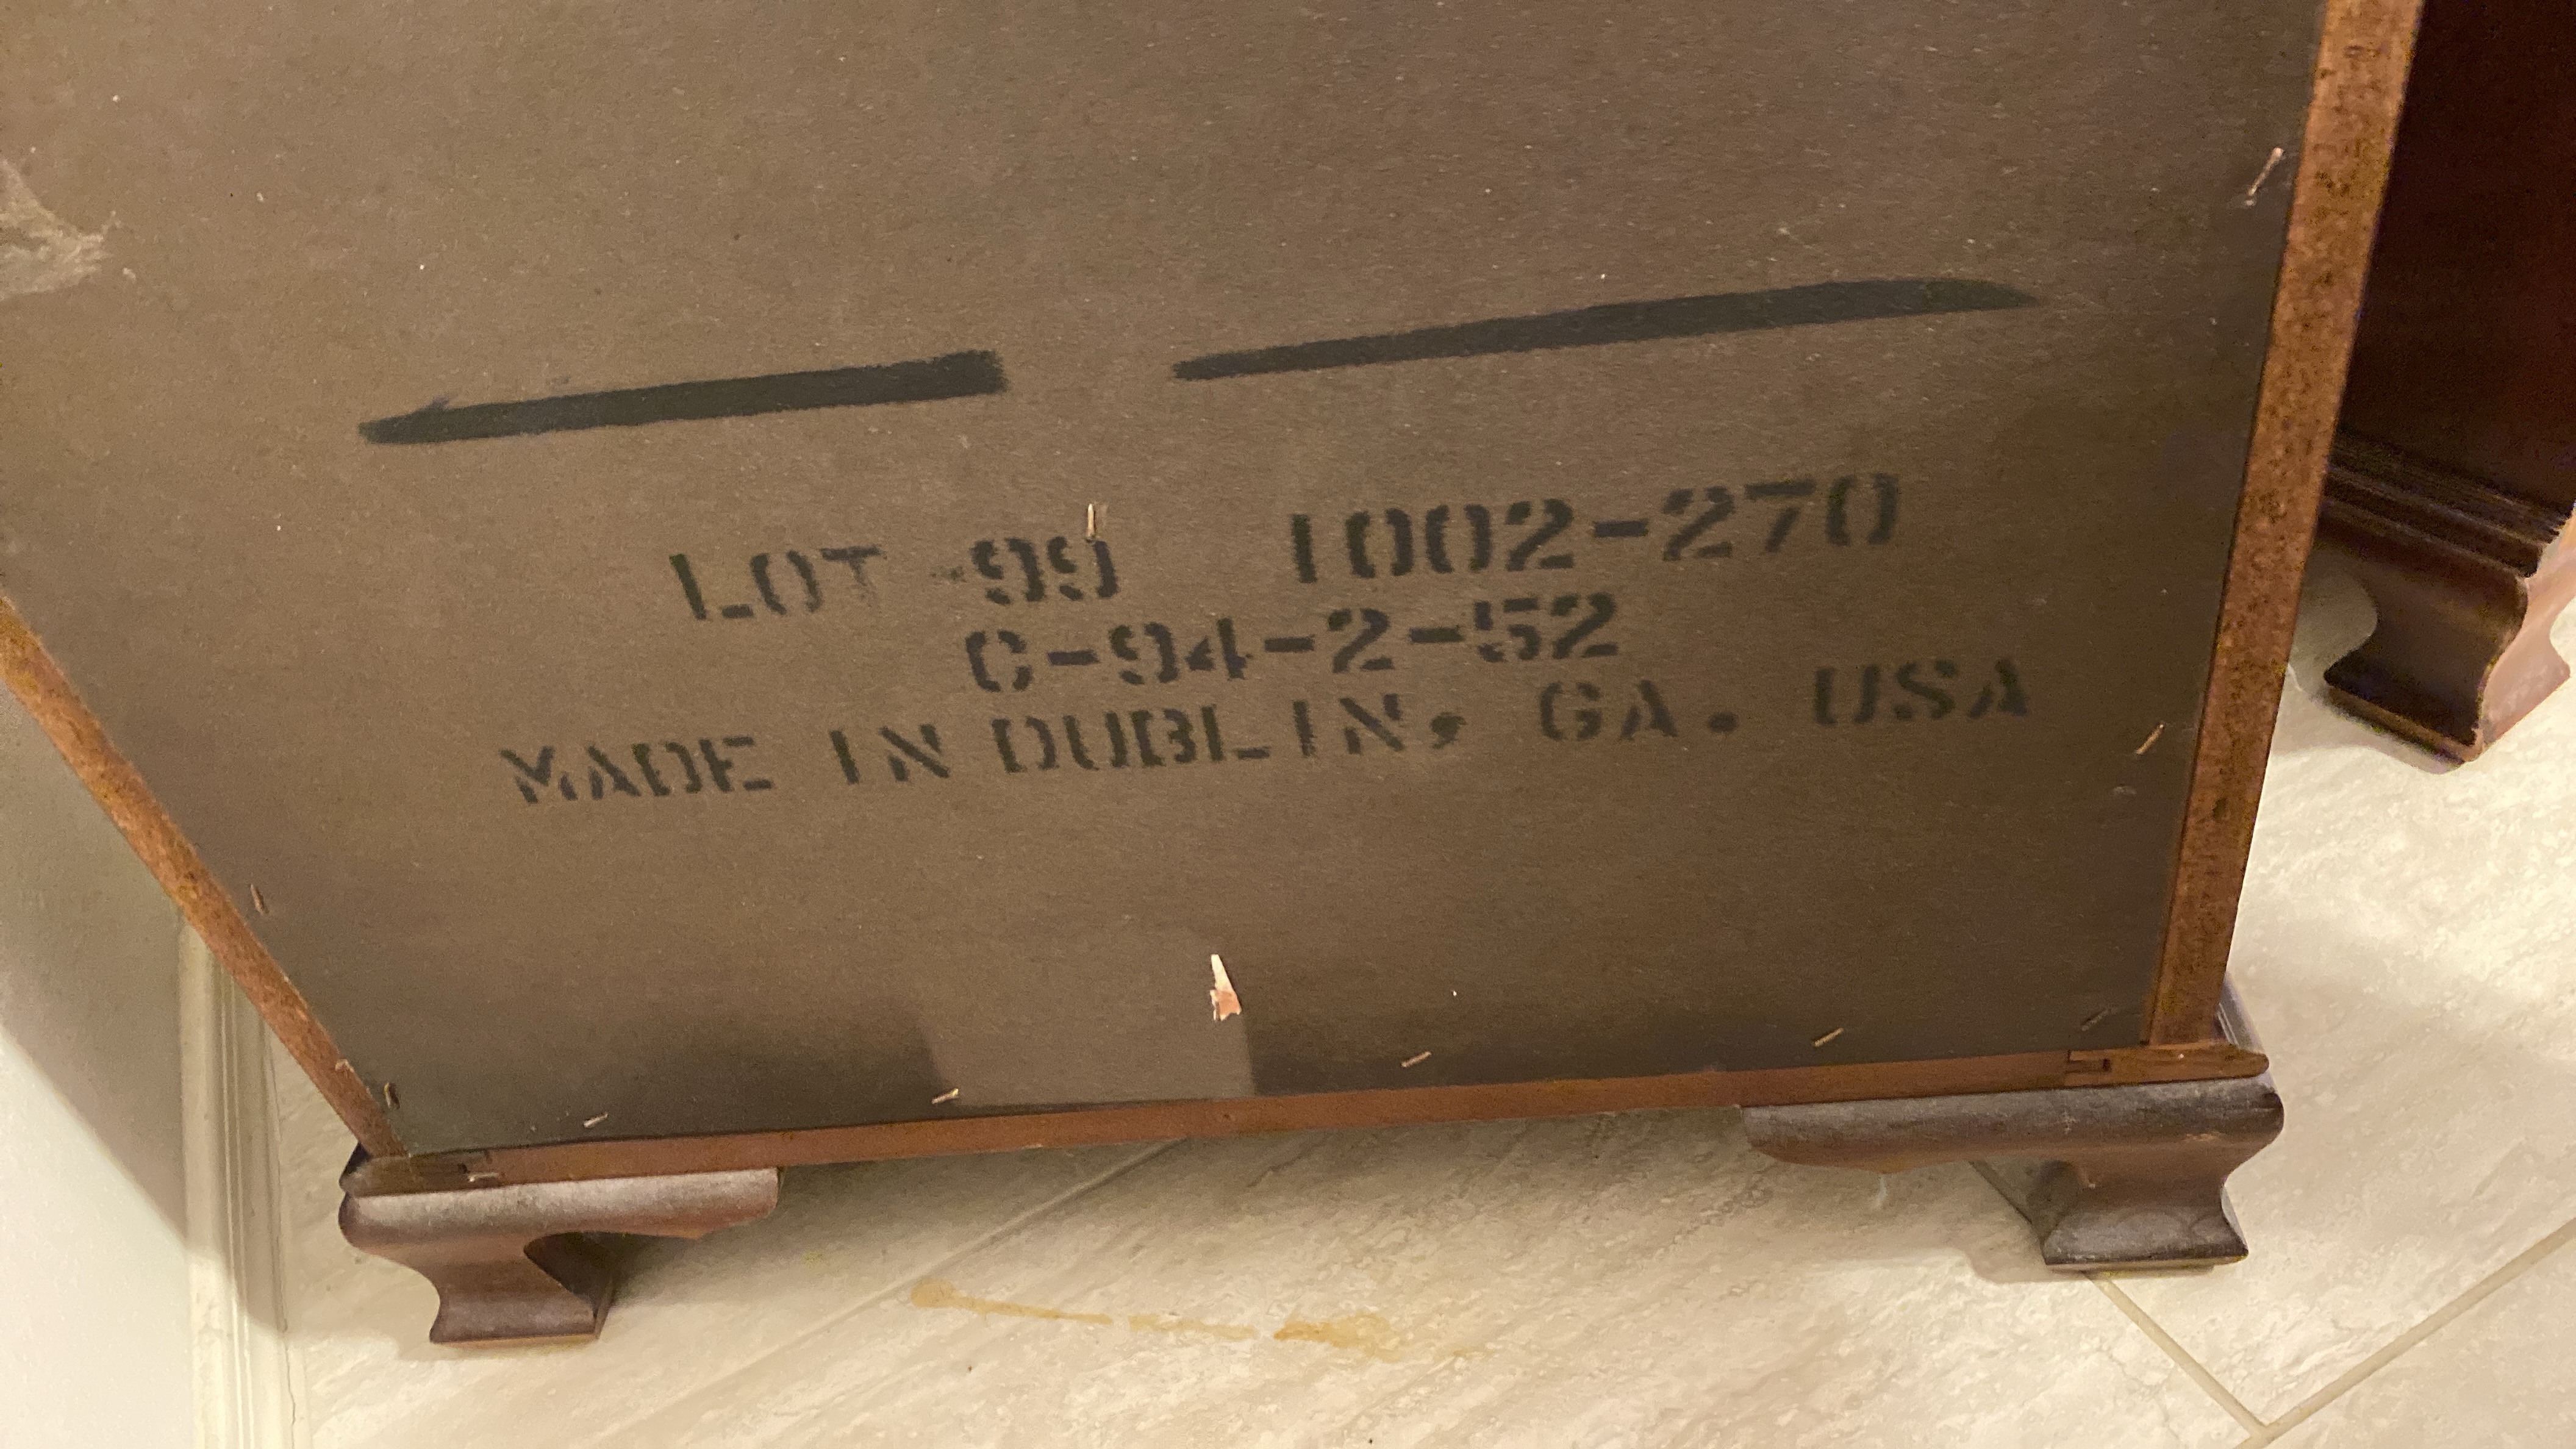 LOT 99 1002-270
C-94-2-52
MADE IN DUBLIN, GA. USA